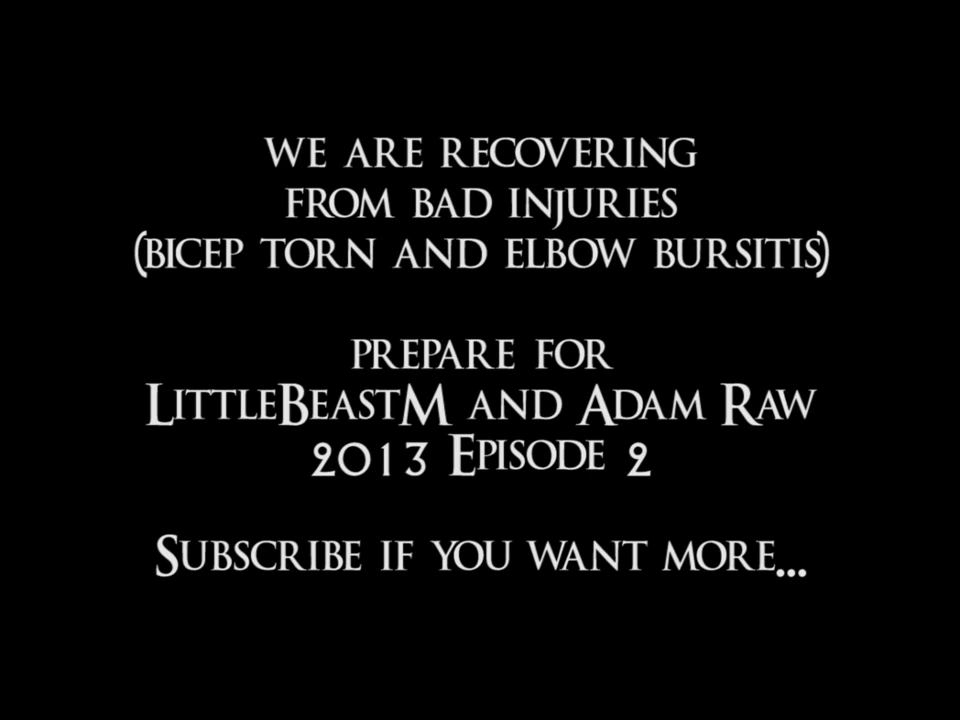 we are recovering
from bad injuries
(bicep torn and elbow bursitis)
prepare for
LittleBeastM and Adam Raw
2013 Episode 2
Subscribe if you want more...